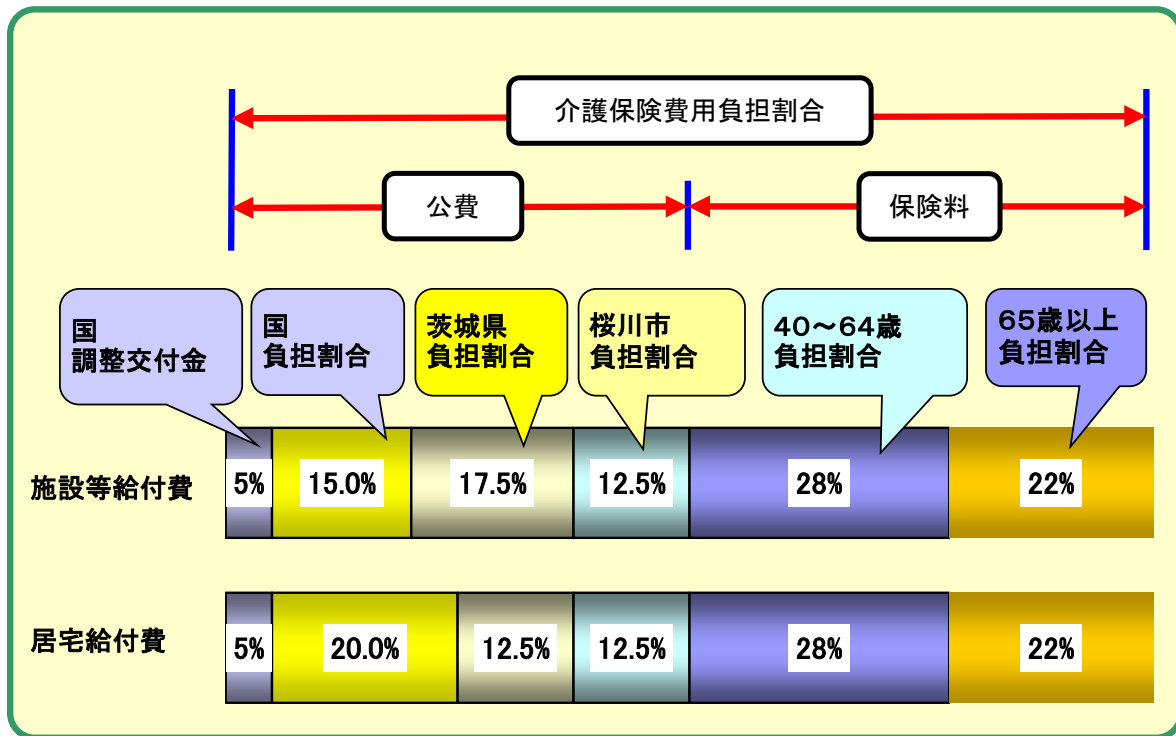 介護保険費用負担割合
公費
保険料
国
調整交付金
国
負担割合
茨城県
負担割合
桜川市
負担割合
40～64歳
負担割合
65歳以上
負担割合
施設等給付費
5%
15.0%
17.5%
12.5%
28%
22%
居宅給付費
5%
20.0%
12.5%
12.5%
28%
22%